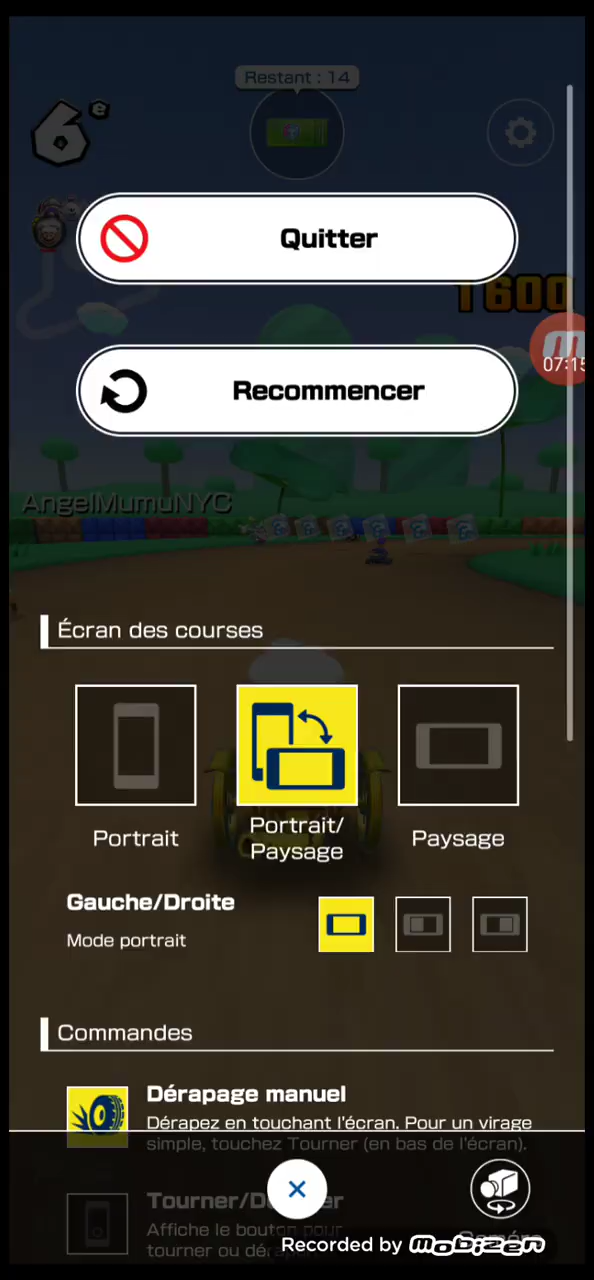 Restant : 14
6e
Quitter
1600
07:15
Recommencer
AngelMumuNYC
Écran des courses
Portrait
Portrait/
Paysage
Paysage
Gauche/Droite
Mode portrait
Commandes
Dérapage manuel
Dérapez en touchant l'écran. Pour un virage
simple, touchez Tourner (en bas de l'écran).
Affiche le bouton pour
tourner ou
Recorded by mobizen